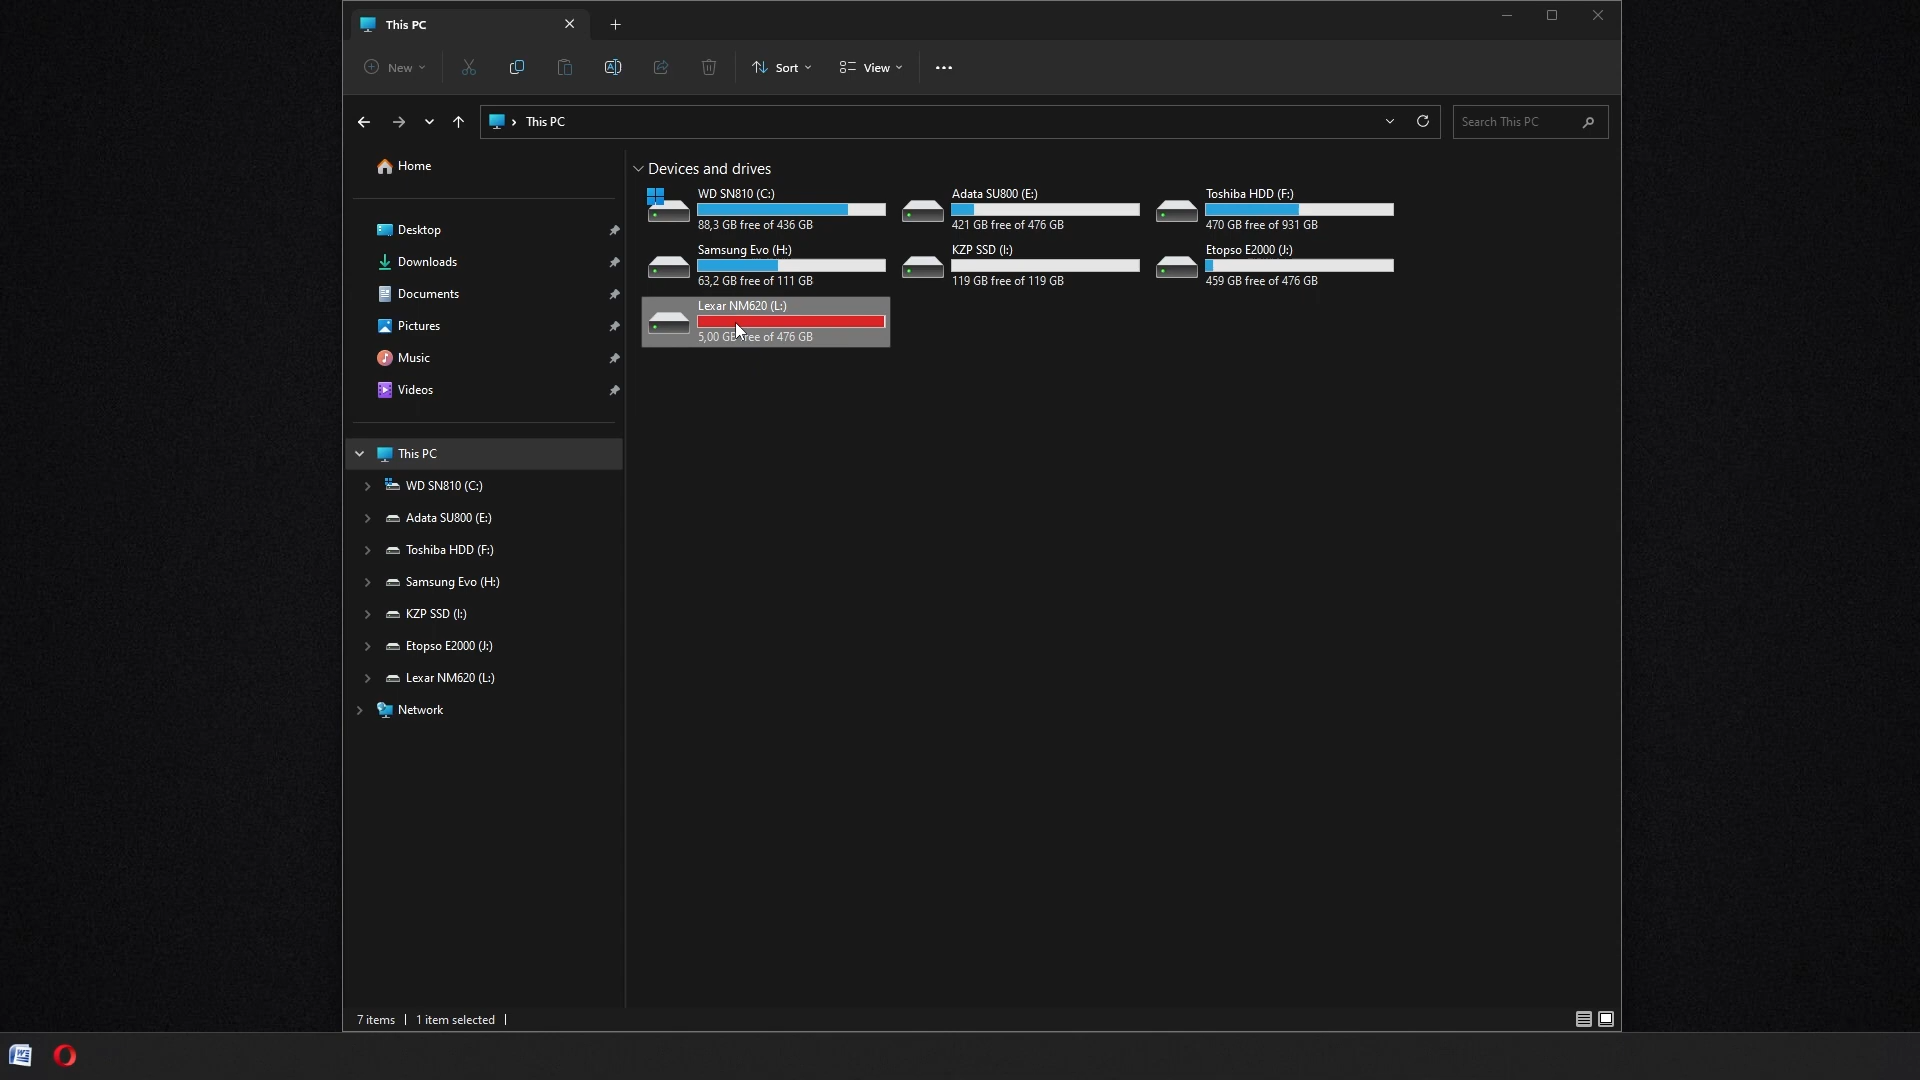 This PC
New
Sort
View
This PC
Search This PC
Home
Desktop
Downloads
Documents
Pictures
Music
Videos
This PC
WD SN810 (C:)
Adata SU800 (E:)
Toshiba HDD (F:)
Samsung Evo (H:)
KZP SSD (I:)
Etopso E2000 (J:)
Lexar NM620 (L:)
Network
Devices and drives
WD SN810 (C:)
88,3 GB free of 436 GB
Adata SU800 (E:)
421 GB free of 476 GB
Toshiba HDD (F:)
470 GB free of 931 GB
Samsung Evo (H:)
63,2 GB free of 111 GB
KZP SSD (I:)
119 GB free of 119 GB
Etopso E2000 (J:)
459 GB free of 476 GB
Lexar NM620 (L:)
5,00 GB free of 476 GB
7 items
1 item selected